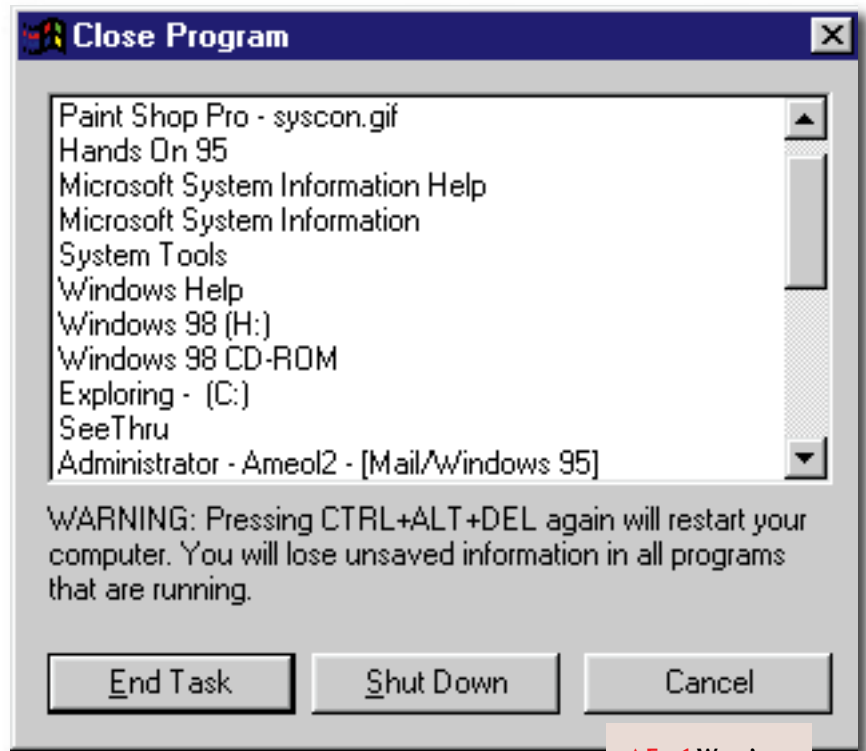 Close Program
Paint Shop Pro - syscon.gif
Hands On 95
Microsoft System Information Help
Microsoft System Information
System Tools
Windows Help
Windows 98 (H:)
Windows 98 CD-ROM
Exploring - (C:)
SeeThru
Administrator - Ameol2 - [Mail/Windows 95]
WARNING: Pressing CTRL+ALT+DEL again will restart your
computer. You will lose unsaved information in all programs
that are running.
End Task
Shut Down
Cancel